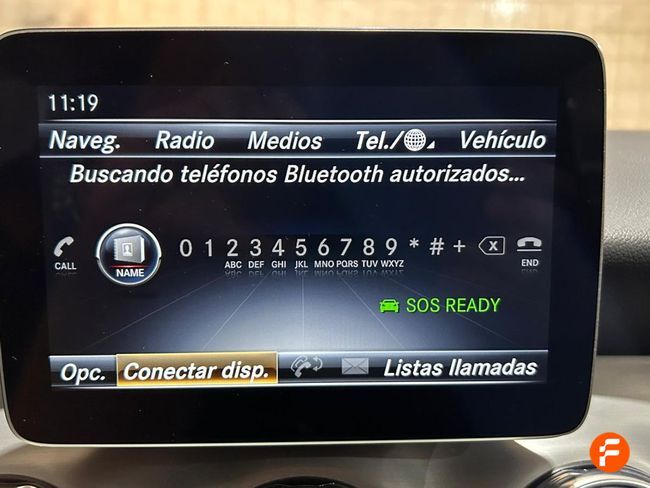 11:19
Naveg. Radio Medios Tel./ Vehículo
Buscando teléfonos Bluetooth autorizados...
CALL NAME 0 1 2 3 4 5 6 7 8 9 * # + END
ABC DEF GHI JKL MNO PQRS TUV WXYZ
SOS READY
Opc. Conectar disp. Listas llamadas